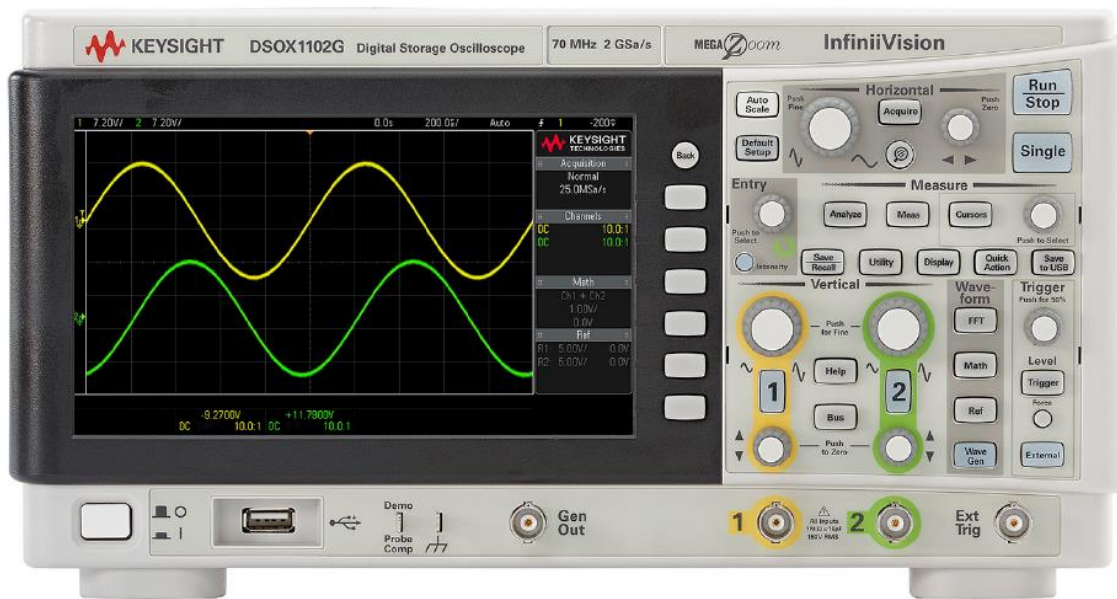 KEYSIGHT DSOX1102G Digital Storage Oscilloscope 70 MHz 2 GSa/s MEGA Zoom InfiniiVision
1 7.20V/ 2 7.20V/ 0.0s Auto 1
KEYSIGHT
TECHNOLOGIES
Acquisition
Normal
25.0MSa/s
Channels
DC 10.0:1
DC 10.0:1
Math
Ch1 + Ch2
1.00V/
0.0V
Ref
R1: 5.00V/ 0.0V
R2: 5.00V/ 0.0V
-9.2700V +11.7900V
DC 10.0:1 DC 10.0:1
Back
Auto Scale
Default Setup
Horizontal
Push Fine
Acquire
Push Zero
Run
Stop
Single
Entry
Push to Select
Intensity
Measure
Analyze
Meas
Cursors
Push to Select
Save Recall
Utility
Display
Quick Action
Save to USB
Vertical
Push for Fine
1
Help
2
Bus
Push to Zero
Wave-
form
FFT
Math
Ref
Wave Gen
Trigger
Push for 50%
Level
Trigger
Force
External
Demo
Probe
Comp
Gen
Out
1
All Inputs
2
Ext
Trig